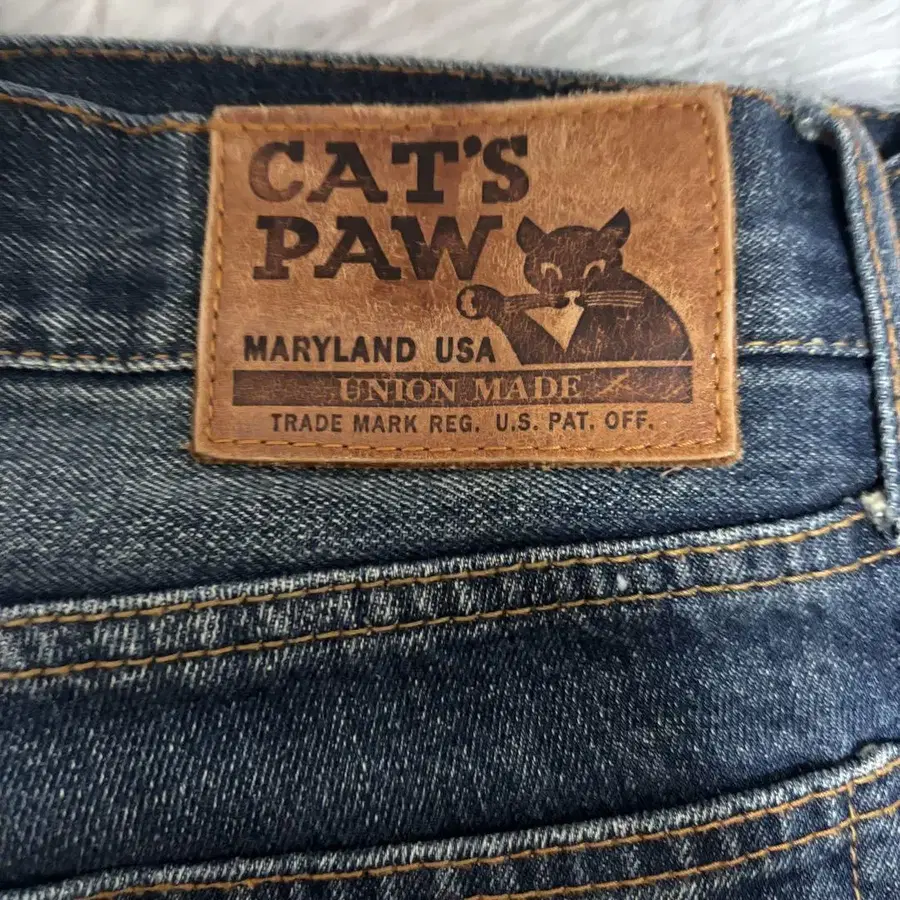 CAT'S
PAW
MARYLAND USA
UNION MADE
TRADE MARK REG. U.S. PAT. OFF.